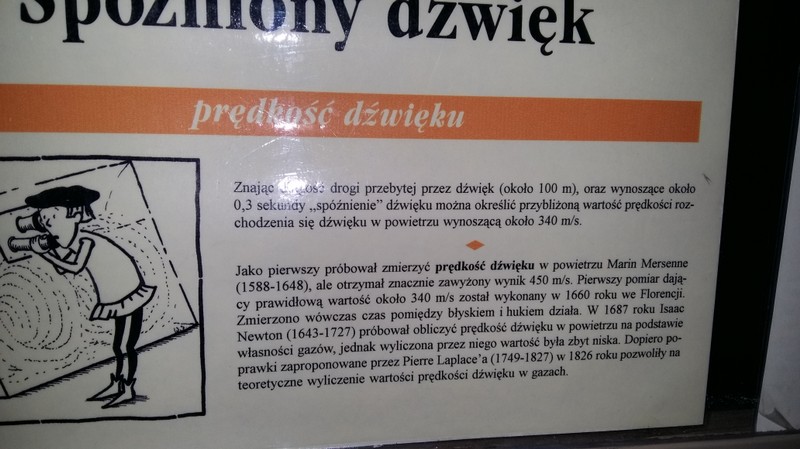 Spóźniony dźwięk
prędkość dźwięku
Znając długość drogi przebytej przez dźwięk (około 100 m), oraz wynoszące około
0,3 sekundy „spóźnienie” dźwięku można określić przybliżoną wartość prędkości roz-
chodzenia się dźwięku w powietrzu wynoszącą około 340 m/s.
Jako pierwszy próbował zmierzyć prędkość dźwięku w powietrzu Marin Mersenne
(1588-1648), ale otrzymał znacznie zawyżony wynik 450 m/s. Pierwszy pomiar dają-
cy prawidłową wartość około 340 m/s został wykonany w 1660 roku we Florencji.
Zmierzono wówczas czas pomiędzy błyskiem i hukiem działa. W 1687 roku Isaac
Newton (1643-1727) próbował obliczyć prędkość dźwięku w powietrzu na podstawie
własności gazów, jednak wyliczona przez niego wartość była zbyt niska. Dopiero po-
prawki zaproponowane przez Pierre Laplace’a (1749-1827) w 1826 roku pozwoliły na
teoretyczne wyliczenie wartości prędkości dźwięku w gazach.